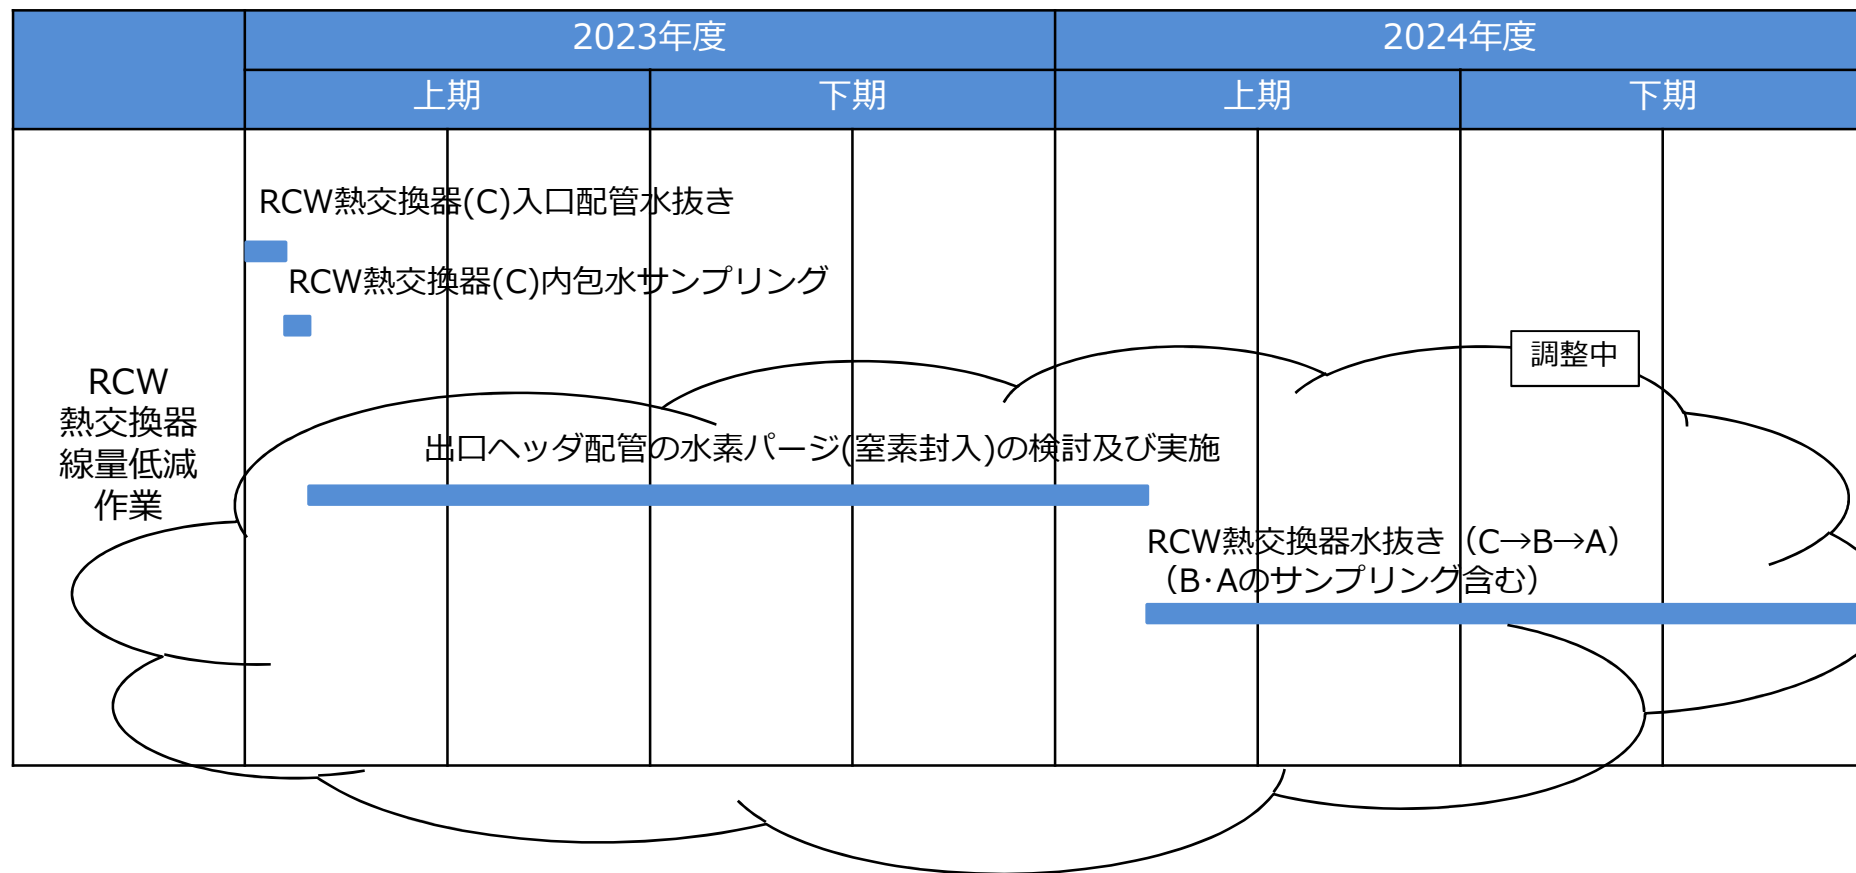 2023年度
2024年度
上期
下期
上期
下期
RCW熱交換器(C)入口配管水抜き
RCW熱交換器(C)内包水サンプリング
調整中
RCW
熱交換器
線量低減
作業
出口ヘッダ配管の水素パージ(窒素封入)の検討及び実施
RCW熱交換器水抜き（C→B→A）
（B･Aのサンプリング含む）